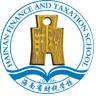 HAINAN FINANCE AND TAXATION SCHOOL
海南省财税学校